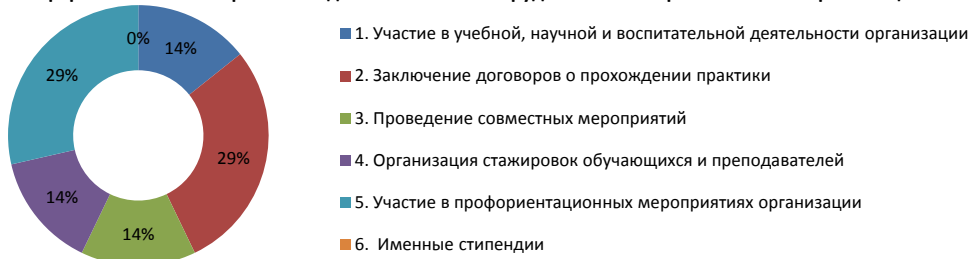 0%
14%
29%
14%
14%
29%
1. Участие в учебной, научной и воспитательной деятельности организации
2. Заключение договоров о прохождении практики
3. Проведение совместных мероприятий
4. Организация стажировок обучающихся и преподавателей
5. Участие в профориентационных мероприятиях организации
6. Именные стипендии